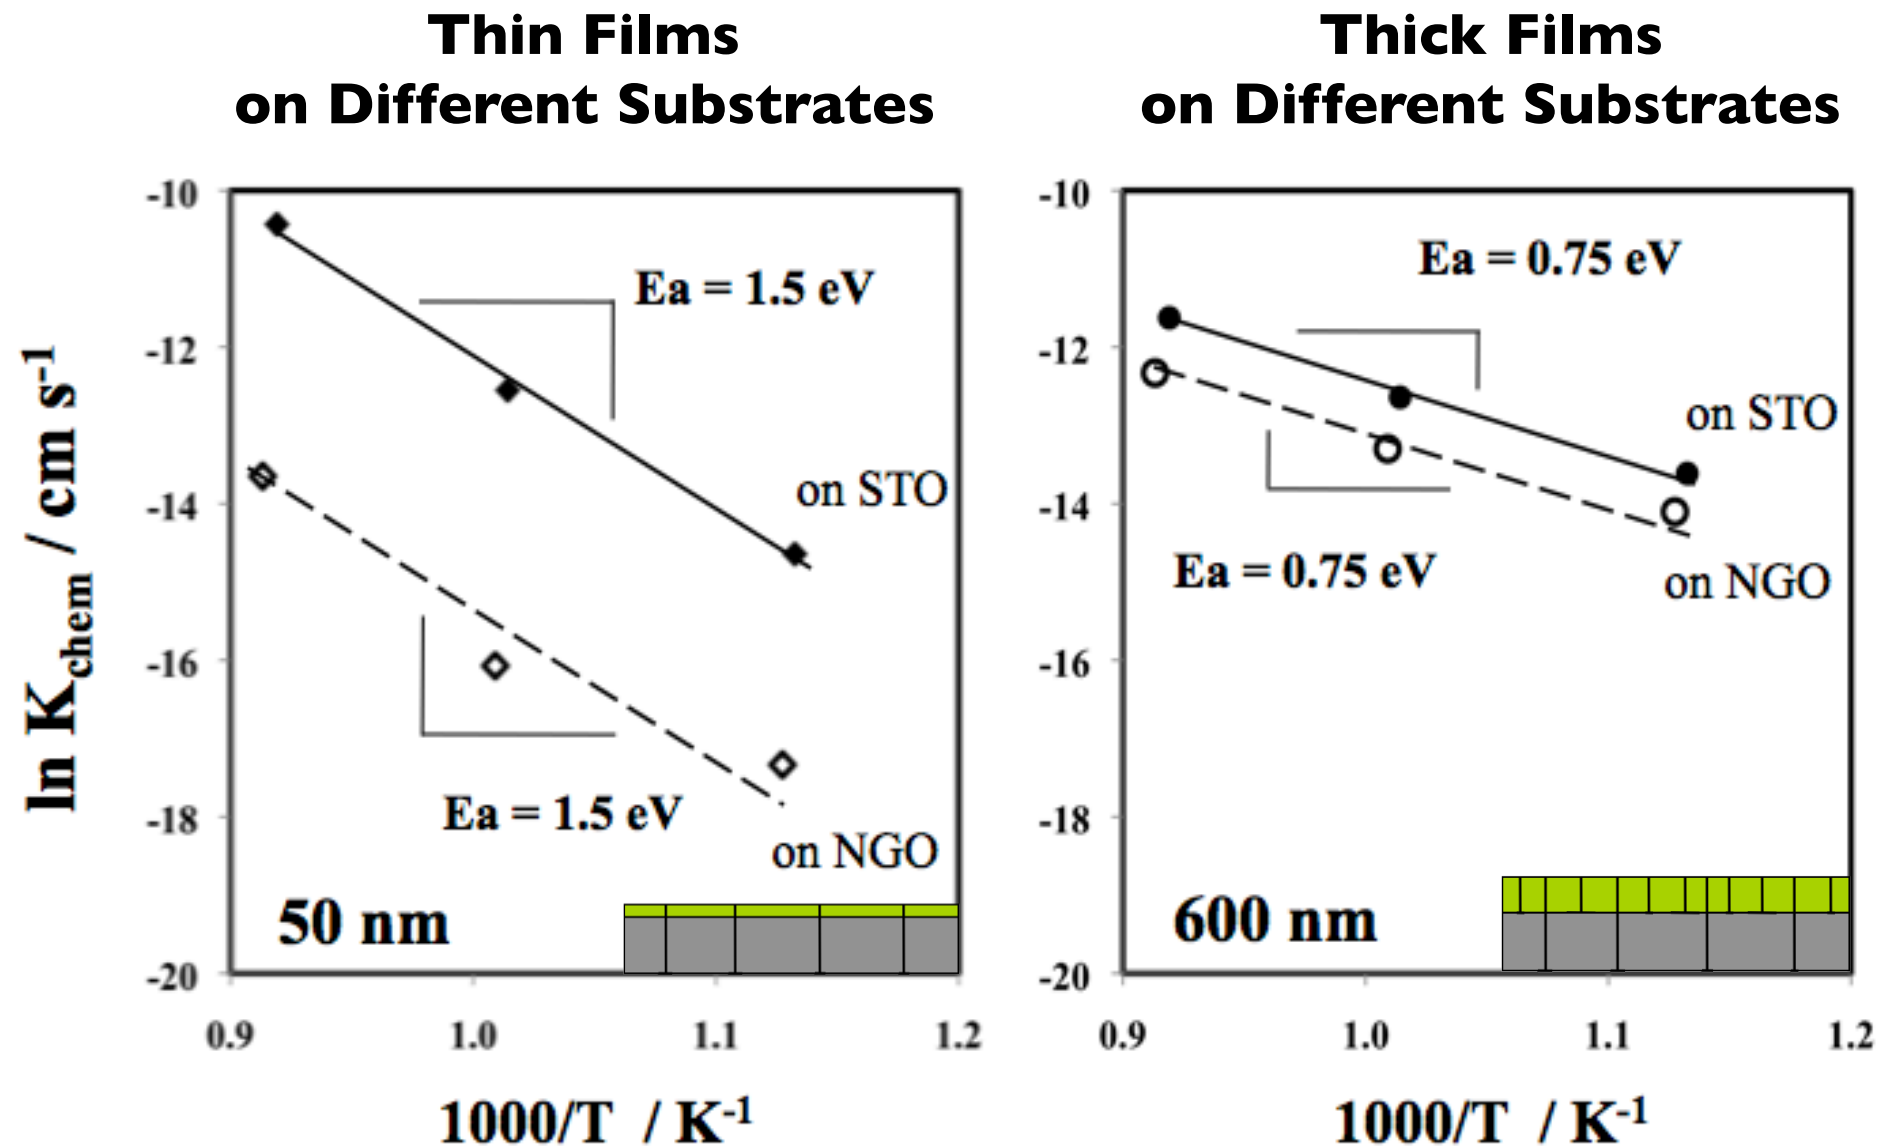 Thin Films
on Different Substrates
Thick Films
on Different Substrates
ln K_chem / cm s⁻¹
-10
-12
-14
-16
-18
-20
Ea = 1.5 eV
on STO
Ea = 1.5 eV
on NGO
50 nm
0.9 1.0 1.1 1.2
1000/T / K⁻¹
-10
-12
-14
-16
-18
-20
Ea = 0.75 eV
on STO
Ea = 0.75 eV
on NGO
600 nm
0.9 1.0 1.1 1.2
1000/T / K⁻¹